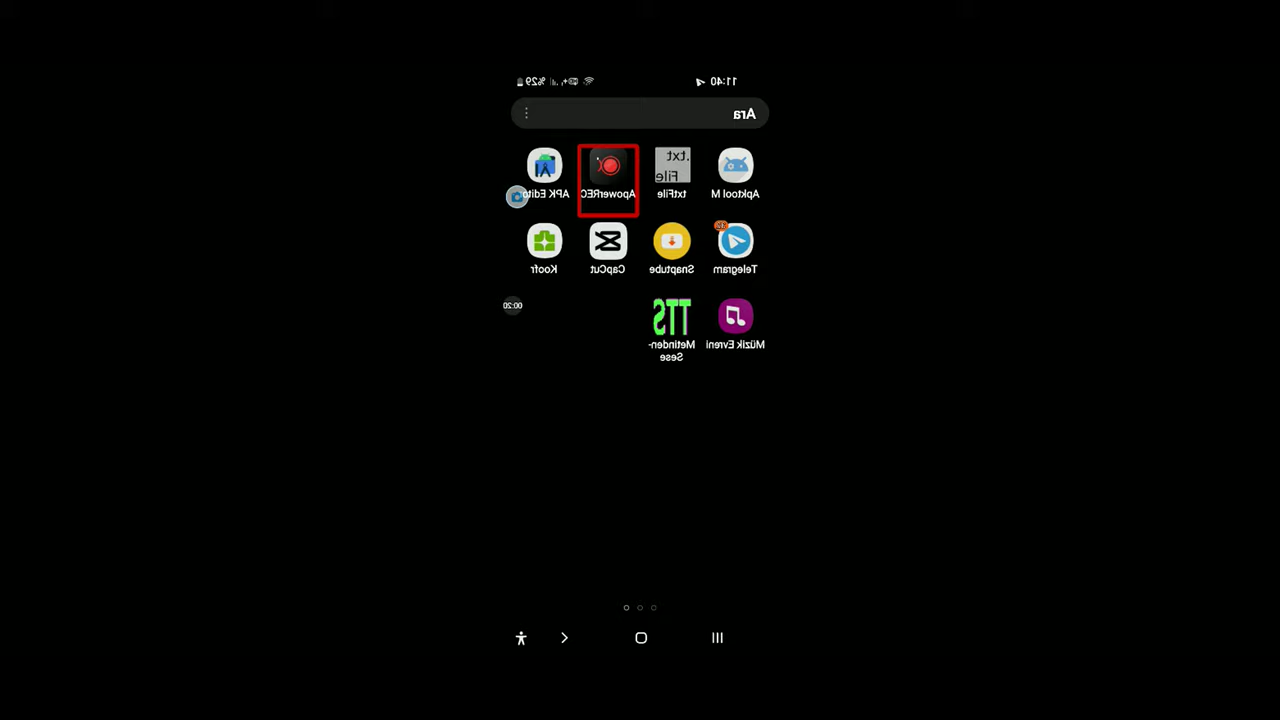 11:40 %29
Ara
.txt
File
Apktool M txtFile ApowerREC APK Edito
Telegram Snaptube CapCut Koofr
00:20
TTS
Müzik Evreni Metinden-
Sese